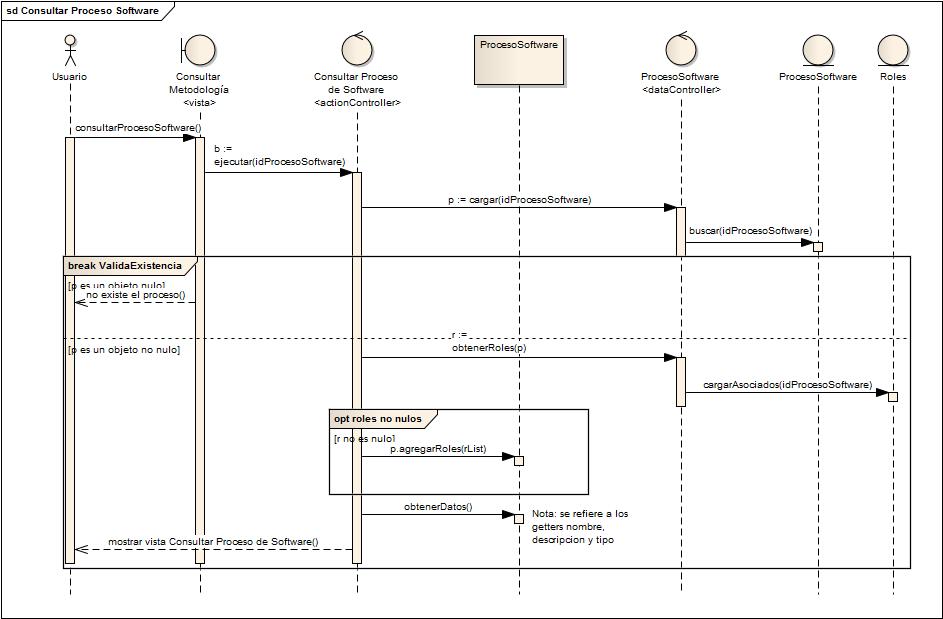 sd Consultar Proceso Software
Usuario
Consultar
Metodología
<vista>
Consultar Proceso
de Software
<actionController>
ProcesoSoftware
ProcesoSoftware
<dataController>
ProcesoSoftware
Roles
consultarProcesoSoftware()
b :=
ejecutar(idProcesoSoftware)
p := cargar(idProcesoSoftware)
buscar(idProcesoSoftware)
break ValidaExistencia
[p es un objeto nulo]
no existe el proceso()
r :=
[p es un objeto no nulo]
obtenerRoles(p)
cargarAsociados(idProcesoSoftware)
opt roles no nulos
[r no es nulo]
p.agregarRoles(rList)
obtenerDatos()
Nota: se refiere a los
getters nombre,
descripcion y tipo
mostrar vista Consultar Proceso de Software()